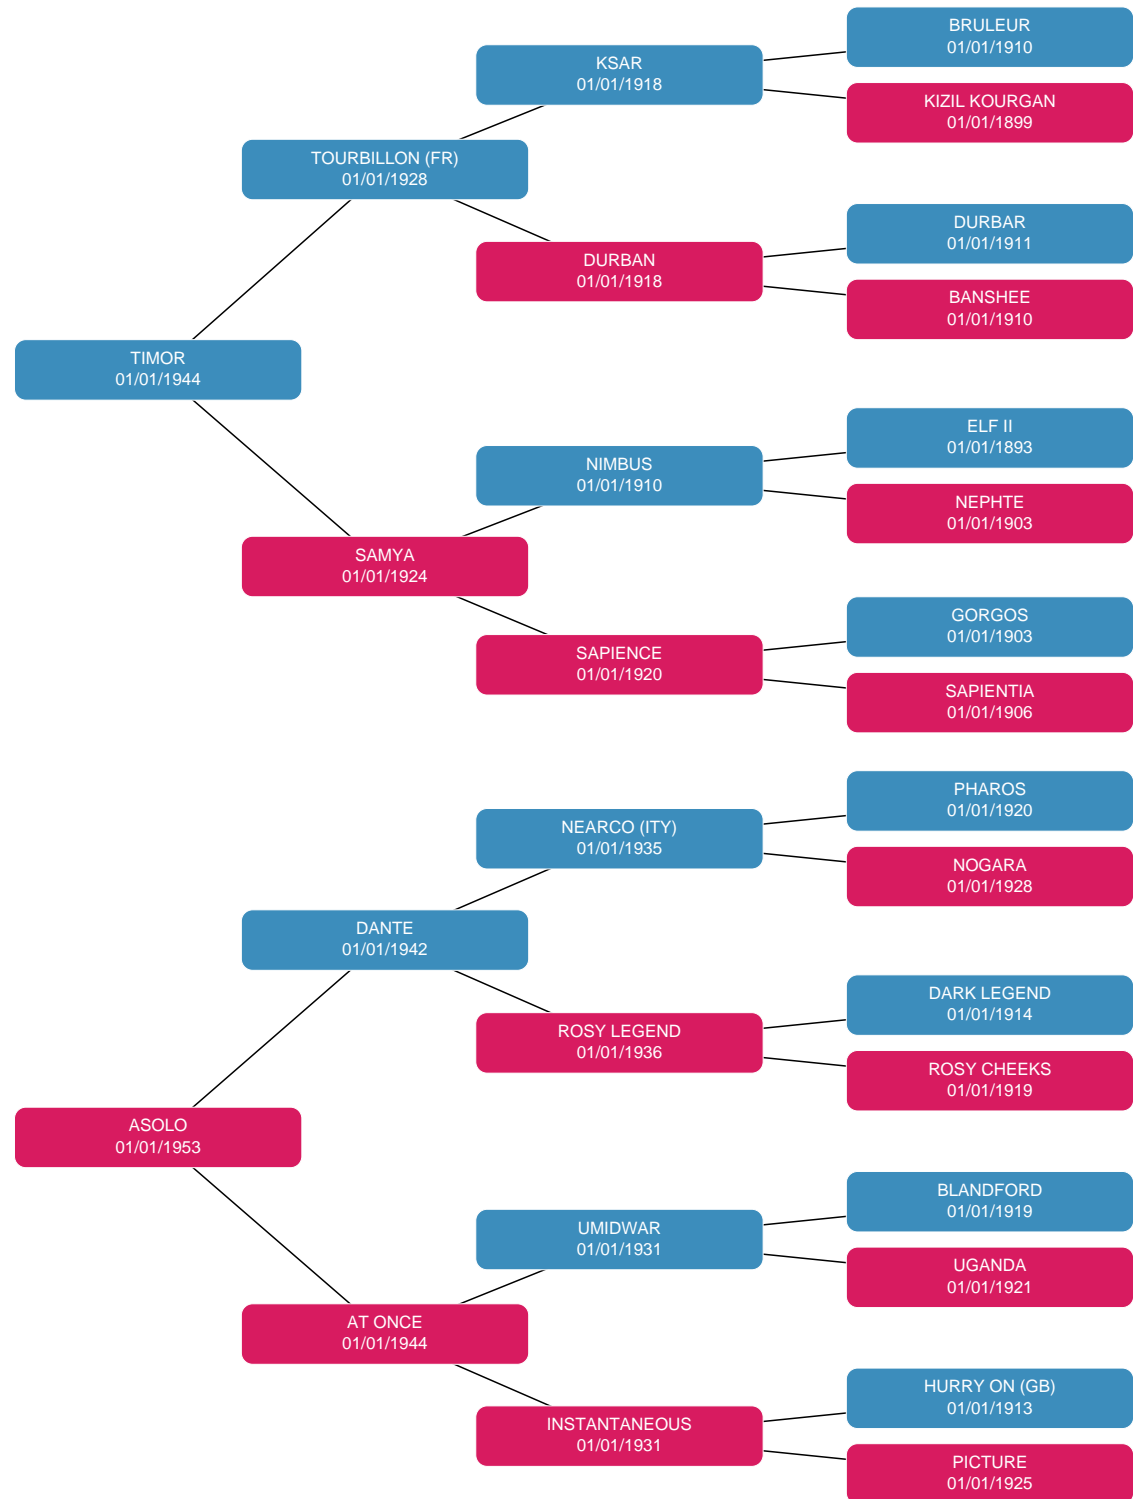 BRULEUR
01/01/1910
KSAR
01/01/1918
KIZIL KOURGAN
01/01/1899
TOURBILLON (FR)
01/01/1928
DURBAR
01/01/1911
DURBAN
01/01/1918
BANSHEE
01/01/1910
TIMOR
01/01/1944
ELF II
01/01/1893
NIMBUS
01/01/1910
NEPHTE
01/01/1903
SAMYA
01/01/1924
GORGOS
01/01/1903
SAPIENCE
01/01/1920
SAPIENTIA
01/01/1906
PHAROS
01/01/1920
NEARCO (ITY)
01/01/1935
NOGARA
01/01/1928
DANTE
01/01/1942
DARK LEGEND
01/01/1914
ROSY LEGEND
01/01/1936
ROSY CHEEKS
01/01/1919
ASOLO
01/01/1953
BLANDFORD
01/01/1919
UMIDWAR
01/01/1931
UGANDA
01/01/1921
AT ONCE
01/01/1944
HURRY ON (GB)
01/01/1913
INSTANTANEOUS
01/01/1931
PICTURE
01/01/1925